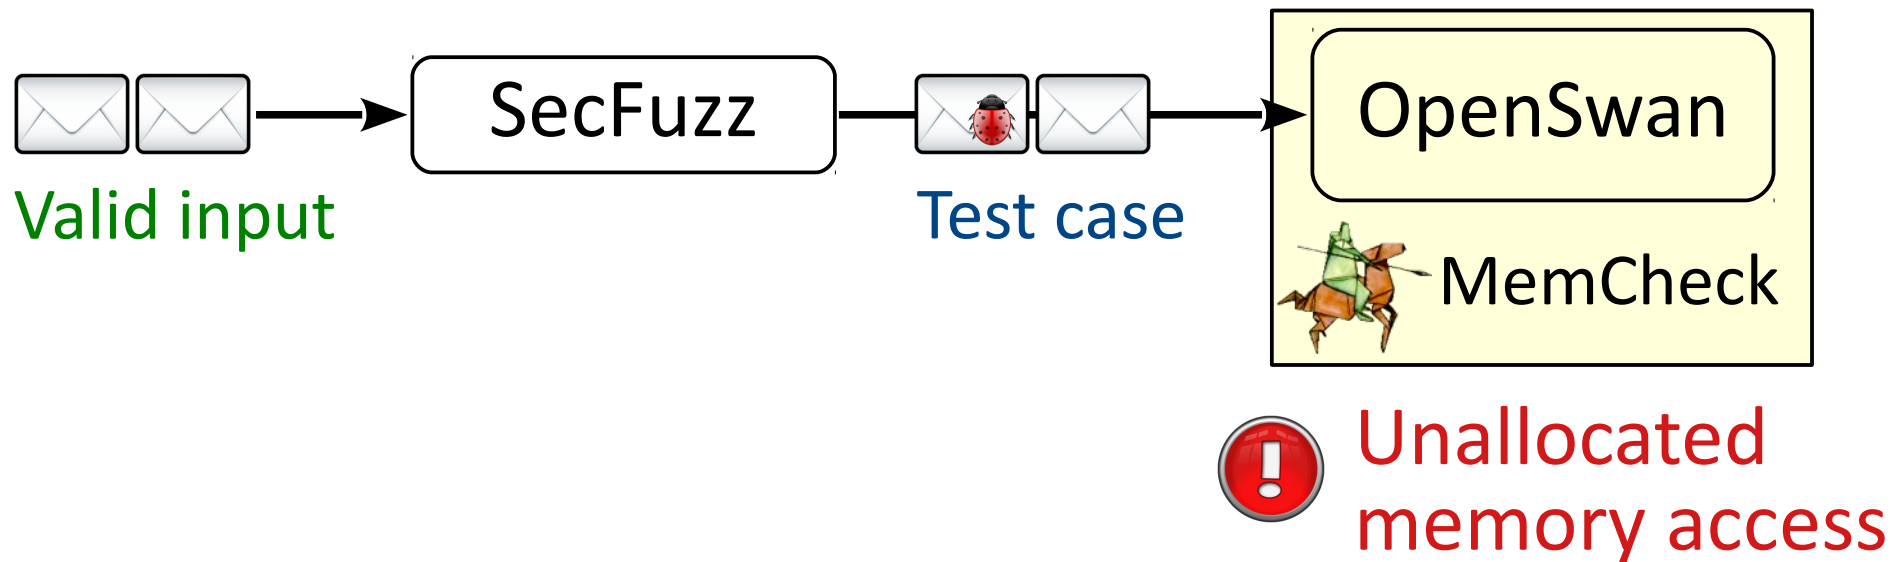 SecFuzz
OpenSwan
Valid input
Test case
MemCheck
Unallocated
memory access